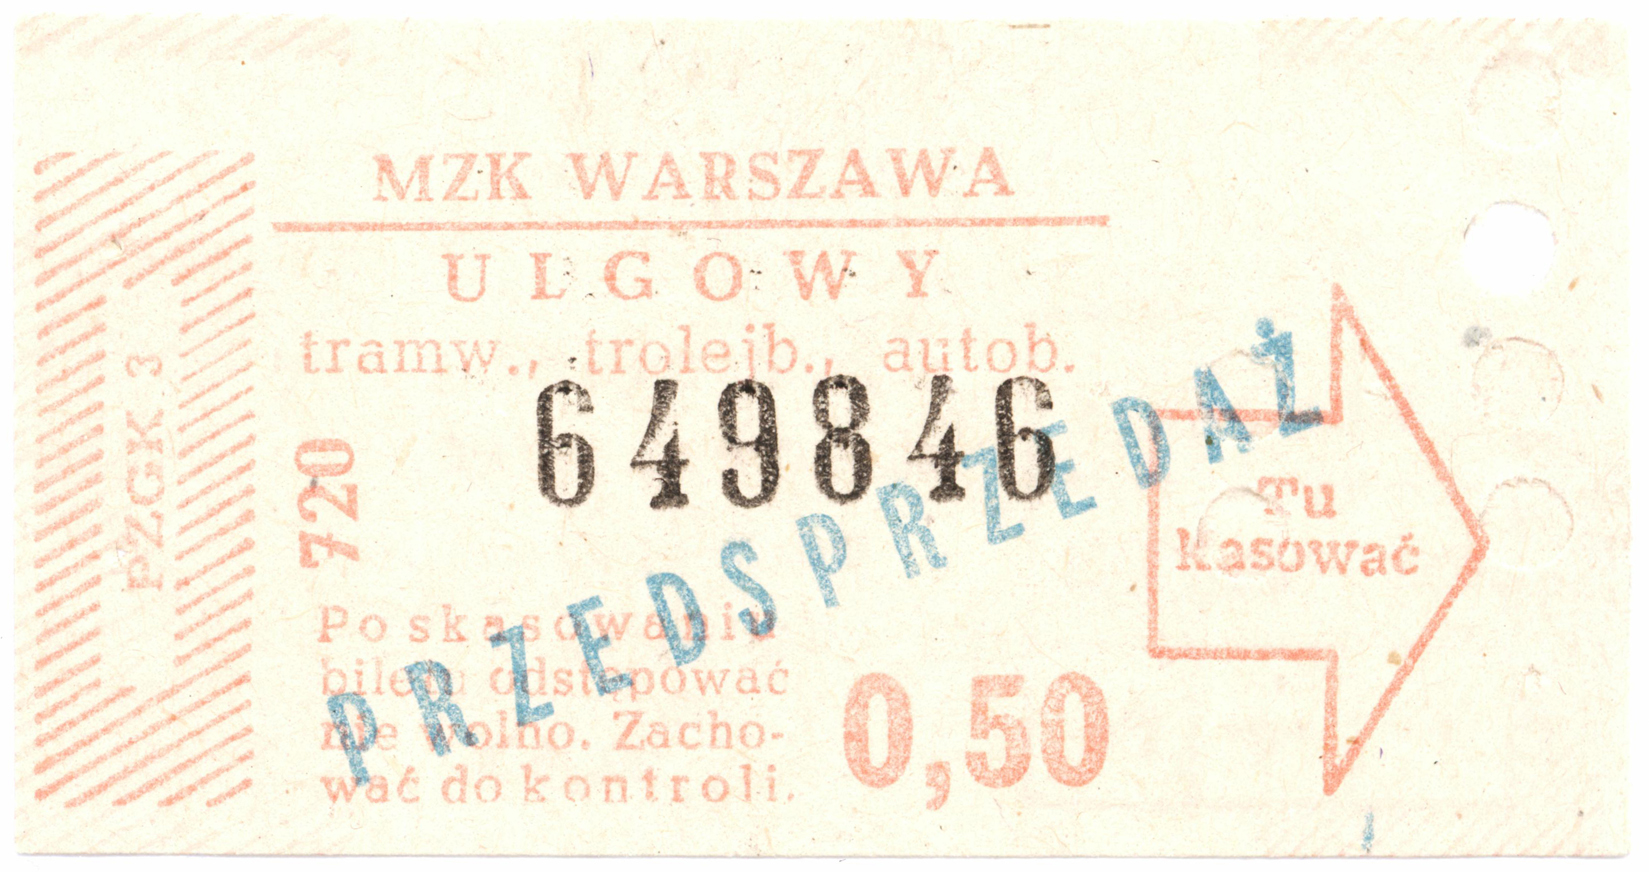 MZK WARSZAWA
ULGOWY
tramw., trolejb., autob.
649846
PRZEDSPRZEDAŻ
PZGK 3
720
Tu
kasować
Po skasowaniu
biletu odstępować
nie wolno. Zacho-
wać do kontroli.
0,50